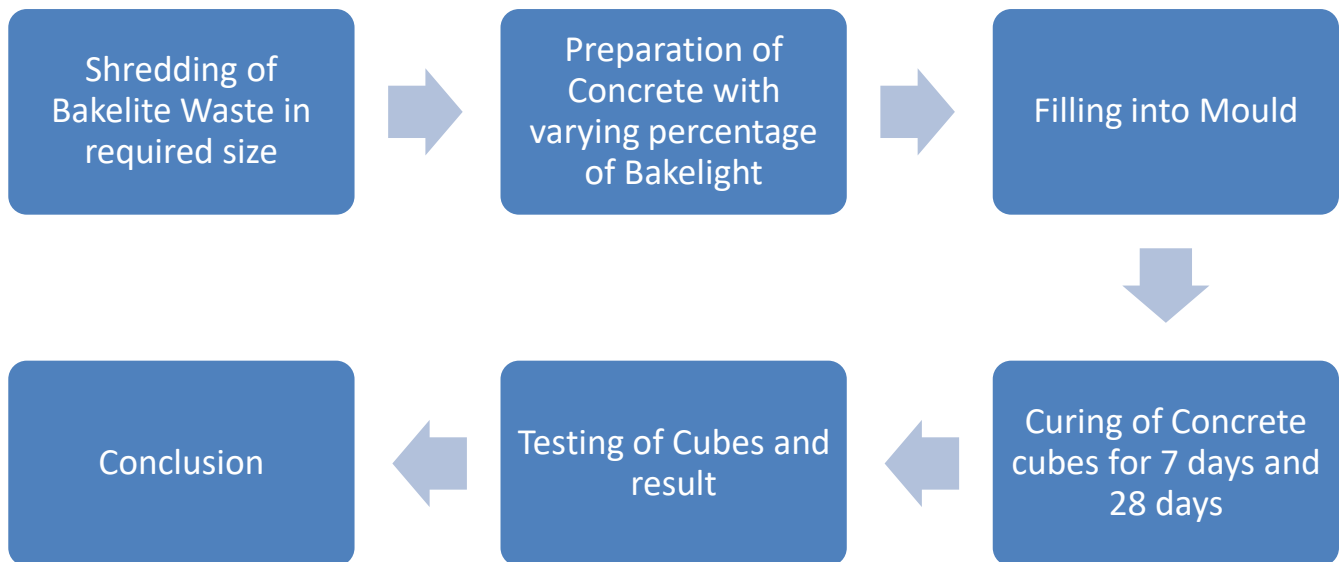 Shredding of
Bakelite Waste in
required size
Preparation of
Concrete with
varying percentage
of Bakelight
Filling into Mould
Curing of Concrete
cubes for 7 days and
28 days
Testing of Cubes and
result
Conclusion